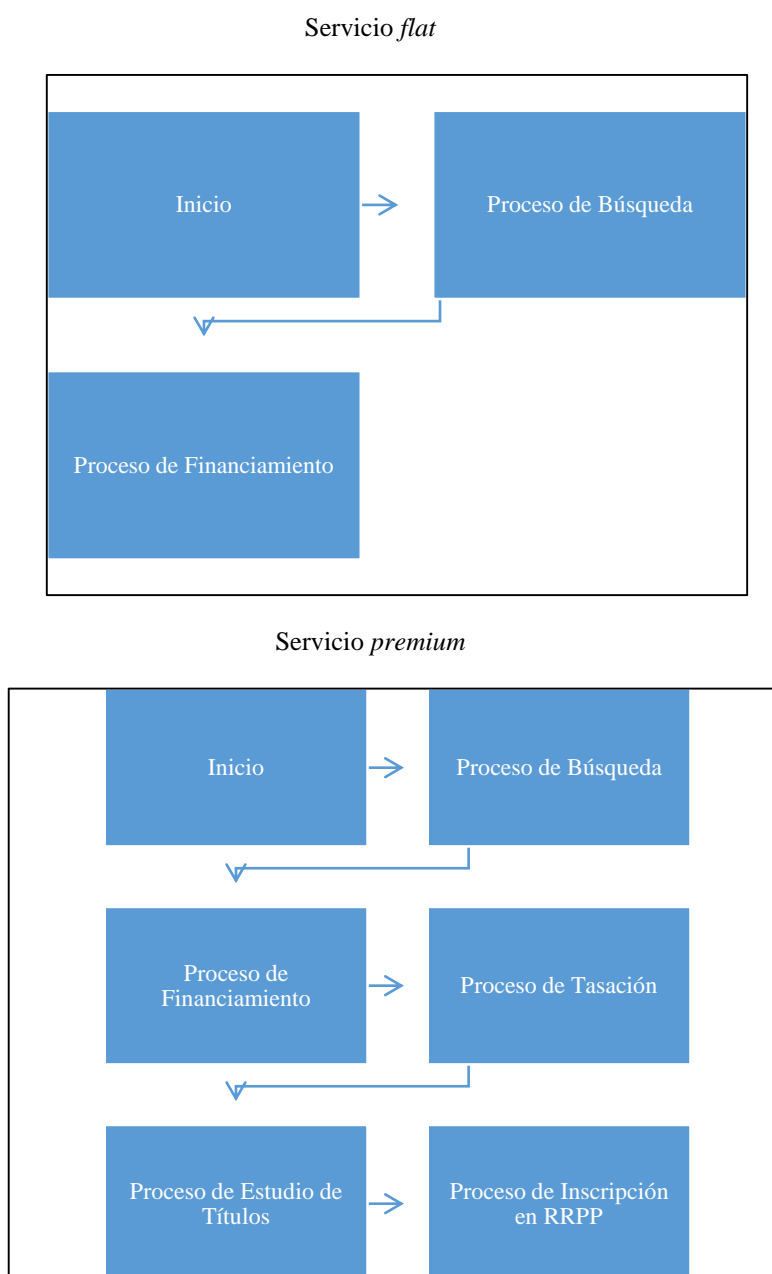 Servicio flat
Inicio
Proceso de Búsqueda
Proceso de Financiamiento
Servicio premium
Inicio
Proceso de Búsqueda
Proceso de
Financiamiento
Proceso de Tasación
Proceso de Estudio de
Títulos
Proceso de Inscripción
en RRPP